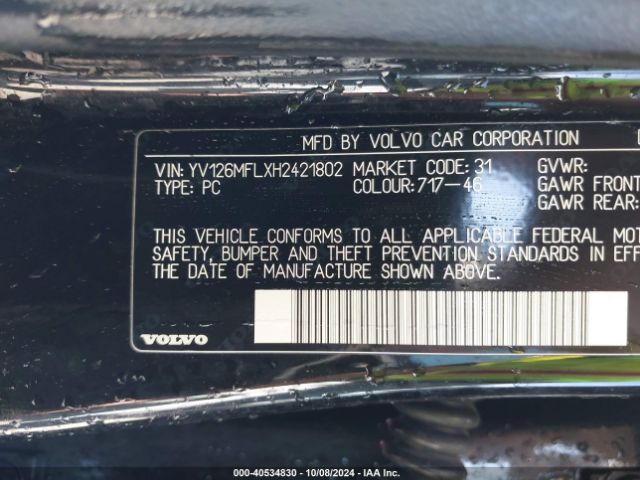 MFD BY VOLVO CAR CORPORATION
VIN: YV126MFLXH2421802 MARKET CODE: 31 GVWR:
TYPE: PC COLOUR: 717-46 GAWR FRONT
GAWR REAR:
THIS VEHICLE CONFORMS TO ALL APPLICABLE FEDERAL MOT
SAFETY, BUMPER AND THEFT PREVENTION STANDARDS IN EFF
THE DATE OF MANUFACTURE SHOWN ABOVE.
VOLVO
000-40534830 - 10/08/2024 - IAA Inc.